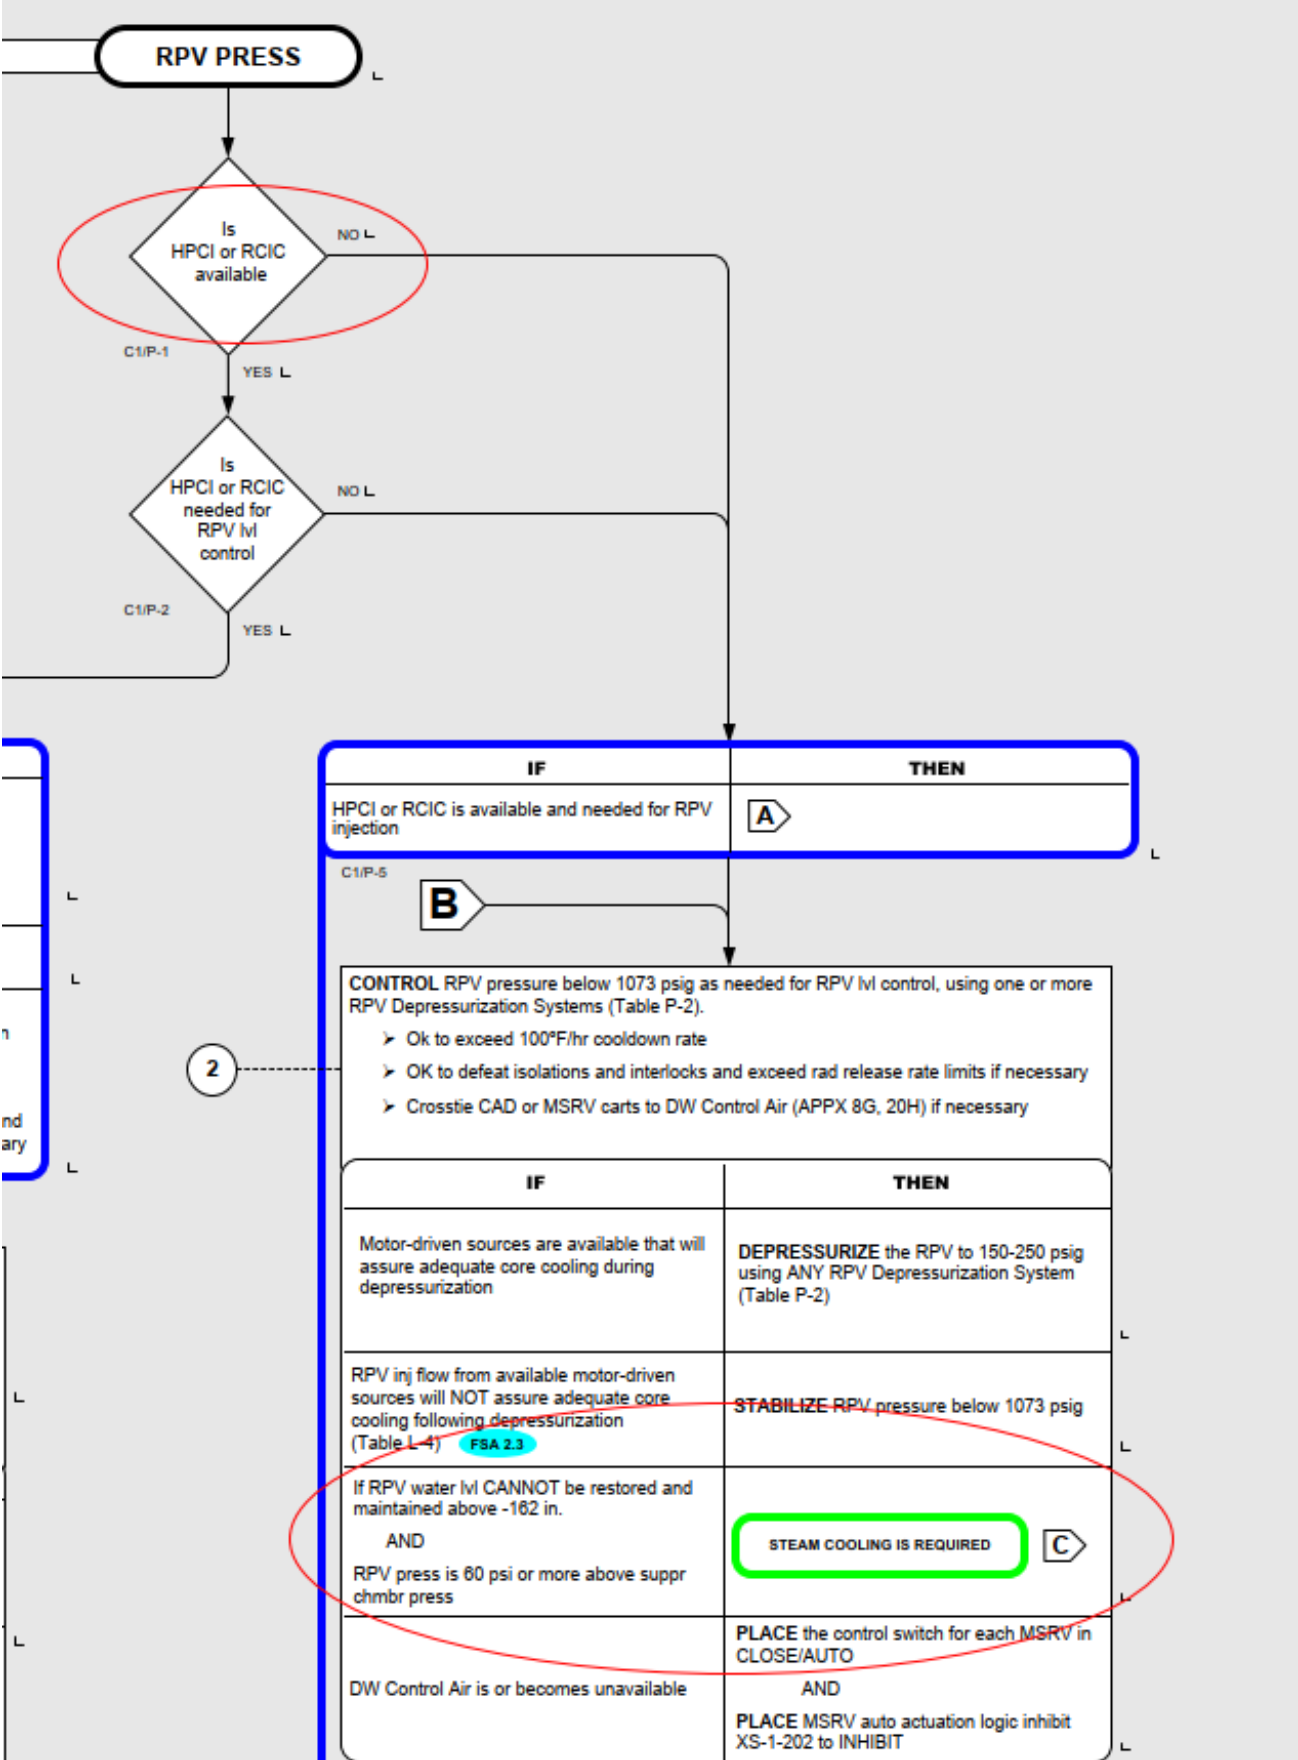 RPV PRESS
Is
HPCI or RCIC
available
NO
C1/P-1
YES
Is
HPCI or RCIC
needed for
RPV lvl
control
NO
C1/P-2
YES
IF
THEN
HPCI or RCIC is available and needed for RPV
injection
A
C1/P-5
B
CONTROL RPV pressure below 1073 psig as needed for RPV lvl control, using one or more
RPV Depressurization Systems (Table P-2).
➢ Ok to exceed 100°F/hr cooldown rate
➢ OK to defeat isolations and interlocks and exceed rad release rate limits if necessary
➢ Crosstie CAD or MSRV carts to DW Control Air (APPX 8G, 20H) if necessary
2
nd
ary
IF
THEN
Motor-driven sources are available that will
assure adequate core cooling during
depressurization
DEPRESSURIZE the RPV to 150-250 psig
using ANY RPV Depressurization System
(Table P-2)
RPV inj flow from available motor-driven
sources will NOT assure adequate core
cooling following depressurization
(Table L-4)
FSA 2.3
STABILIZE RPV pressure below 1073 psig
If RPV water lvl CANNOT be restored and
maintained above -162 in.
AND
RPV press is 60 psi or more above suppr
chmbr press
STEAM COOLING IS REQUIRED
C
DW Control Air is or becomes unavailable
PLACE the control switch for each MSRV in
CLOSE/AUTO
AND
PLACE MSRV auto actuation logic inhibit
XS-1-202 to INHIBIT